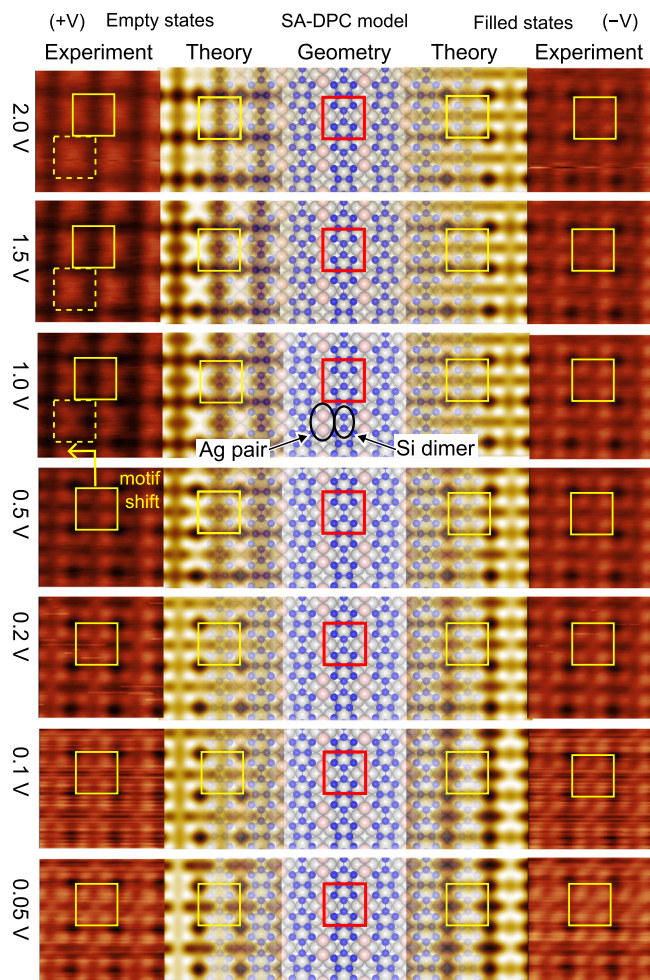 (+V) Empty states SA-DPC model Filled states (−V)
Experiment Theory Geometry Theory Experiment
2.0 V
1.5 V
1.0 V
Ag pair Si dimer
motif
shift
0.5 V
0.2 V
0.1 V
0.05 V